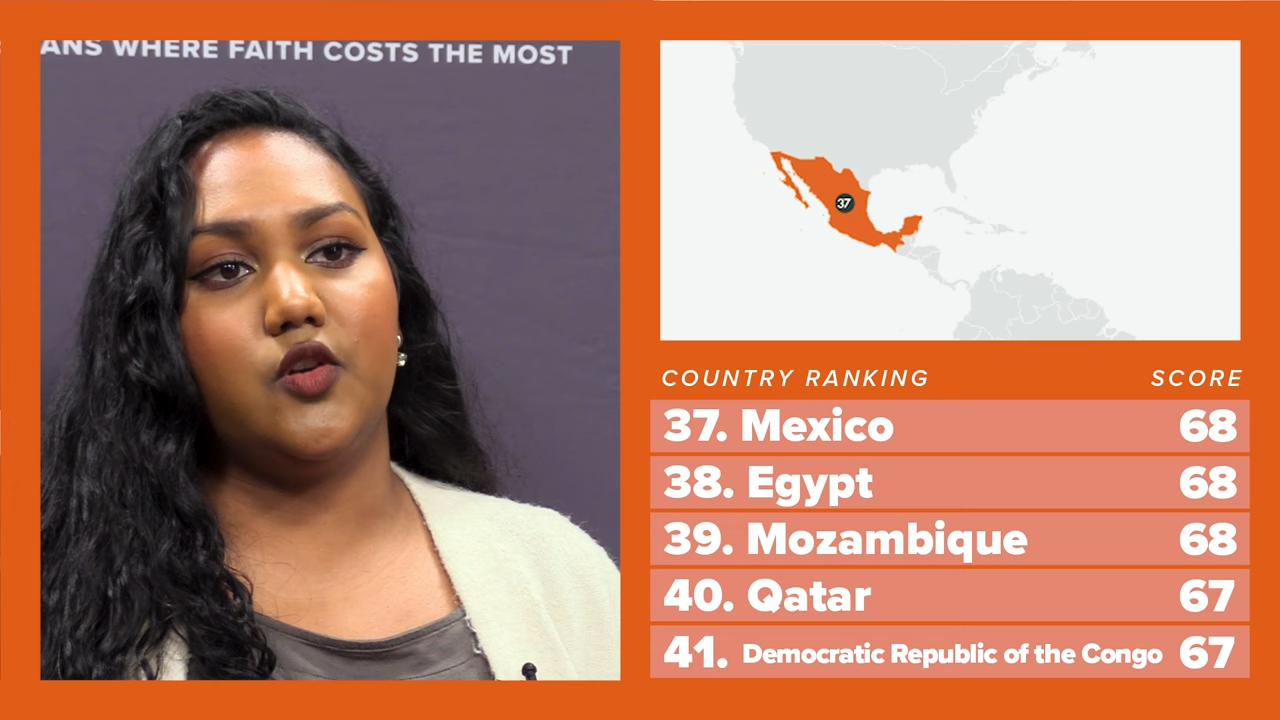 ANS WHERE FAITH COSTS THE MOST
37
COUNTRY RANKING SCORE
37. Mexico 68
38. Egypt 68
39. Mozambique 68
40. Qatar 67
41. Democratic Republic of the Congo 67